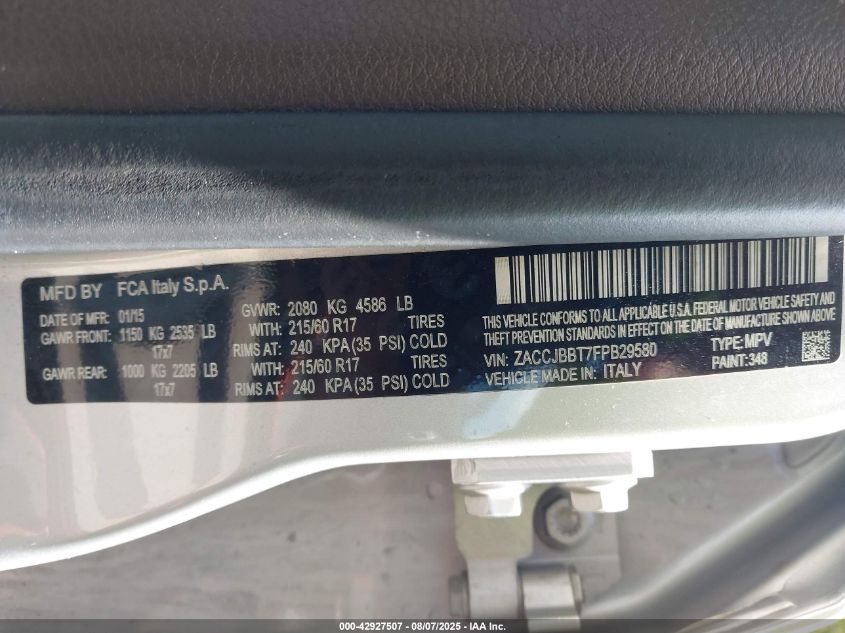 MFD BY FCA Italy S.p.A.
DATE OF MFR: 01/15
GAWR FRONT: 1150 KG 2535 LB
17x7
GAWR REAR: 1000 KG 2205 LB
17x7
GVWR: 2080 KG 4586 LB
WITH: 215/60 R17 TIRES
RIMS AT: 240 KPA(35 PSI) COLD
WITH: 215/60 R17 TIRES
RIMS AT: 240 KPA(35 PSI) COLD
THIS VEHICLE CONFORMS TO ALL APPLICABLE U.S.A. FEDERAL MOTOR VEHICLE SAFETY AND
THEFT PREVENTION STANDARDS IN EFFECT ON THE DATE OF MANUFACTURE SHOWN ABOVE
VIN: ZACCJBBT7FPB29580 TYPE: MPV
VEHICLE MADE IN: ITALY PAINT:348
000-42927507 - 08/07/2025 - IAA Inc.